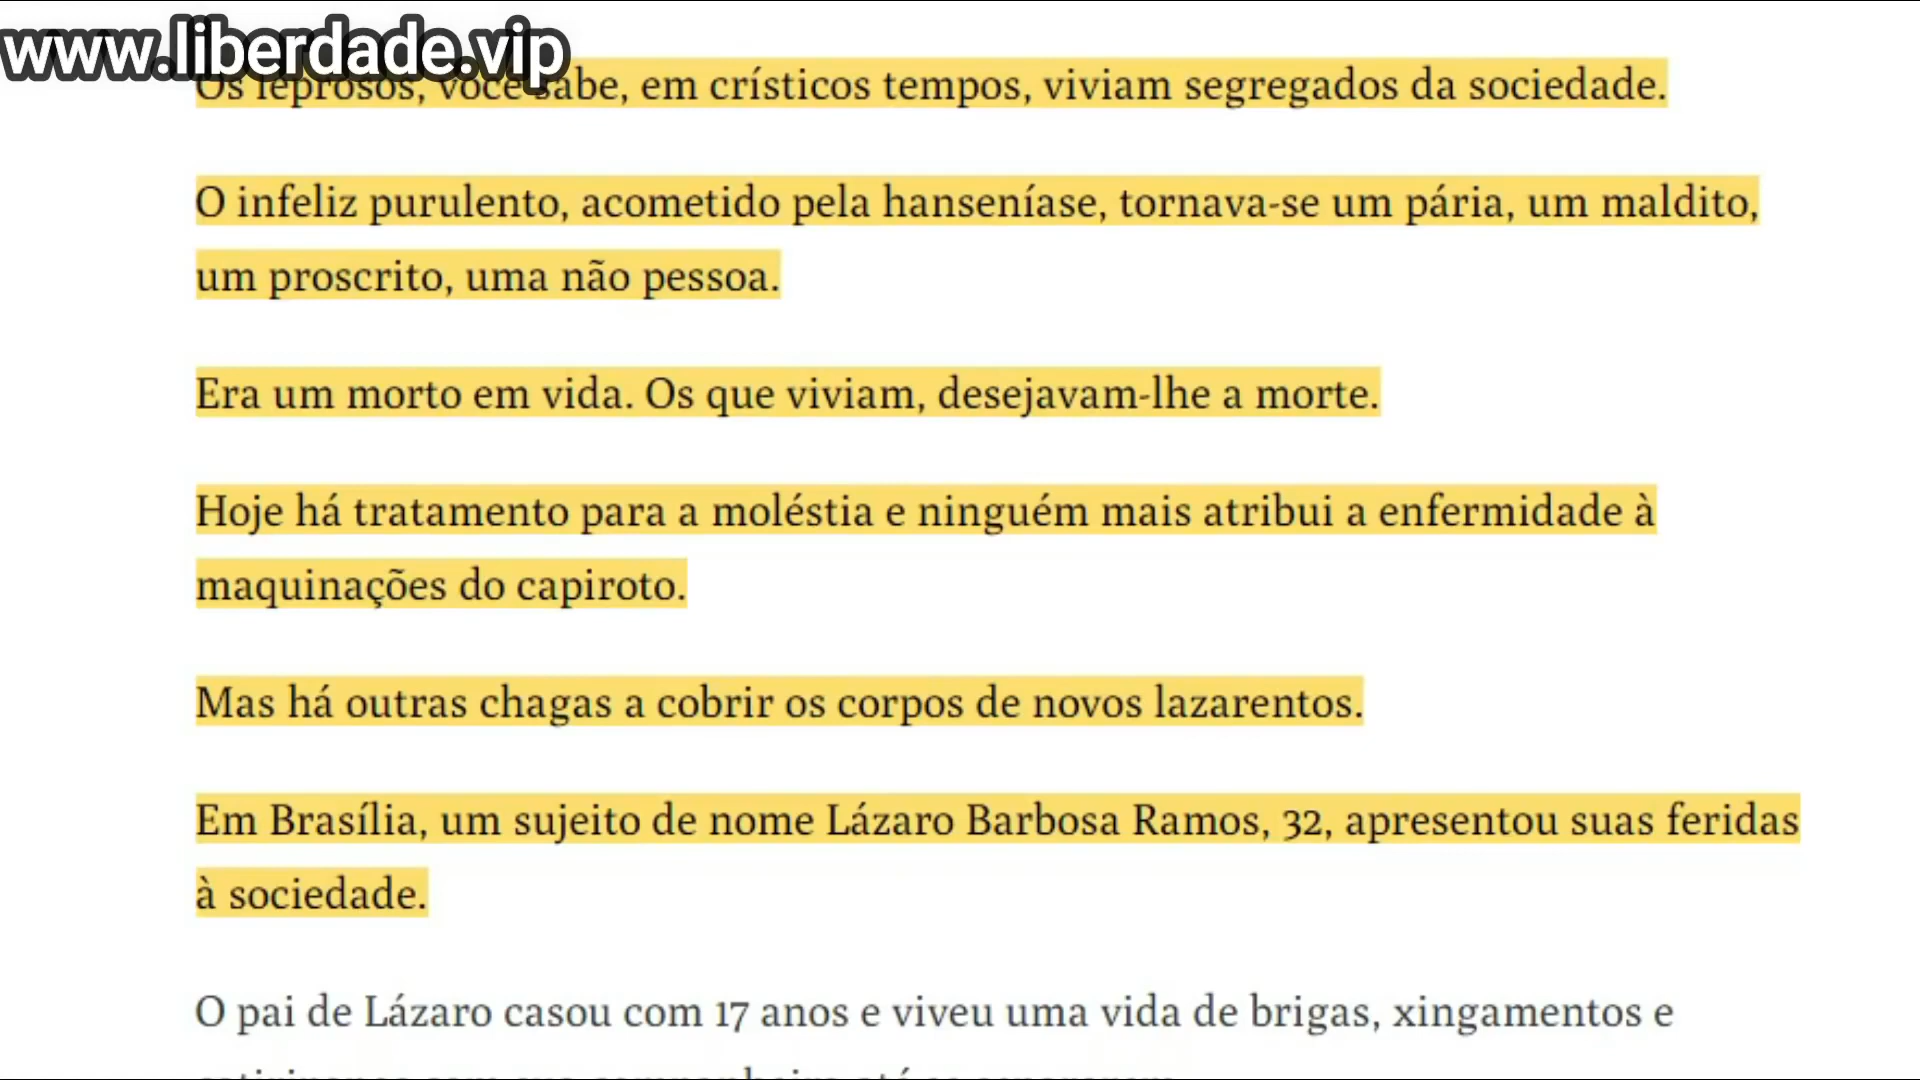 www.liberdade.vip
Os leprosos, você sabe, em crísticos tempos, viviam segregados da sociedade.
O infeliz purulento, acometido pela hanseníase, tornava-se um pária, um maldito,
um proscrito, uma não pessoa.
Era um morto em vida. Os que viviam, desejavam-lhe a morte.
Hoje há tratamento para a moléstia e ninguém mais atribui a enfermidade à
maquinações do capiroto.
Mas há outras chagas a cobrir os corpos de novos lazarentos.
Em Brasília, um sujeito de nome Lázaro Barbosa Ramos, 32, apresentou suas feridas
à sociedade.
O pai de Lázaro casou com 17 anos e viveu uma vida de brigas, xingamentos e